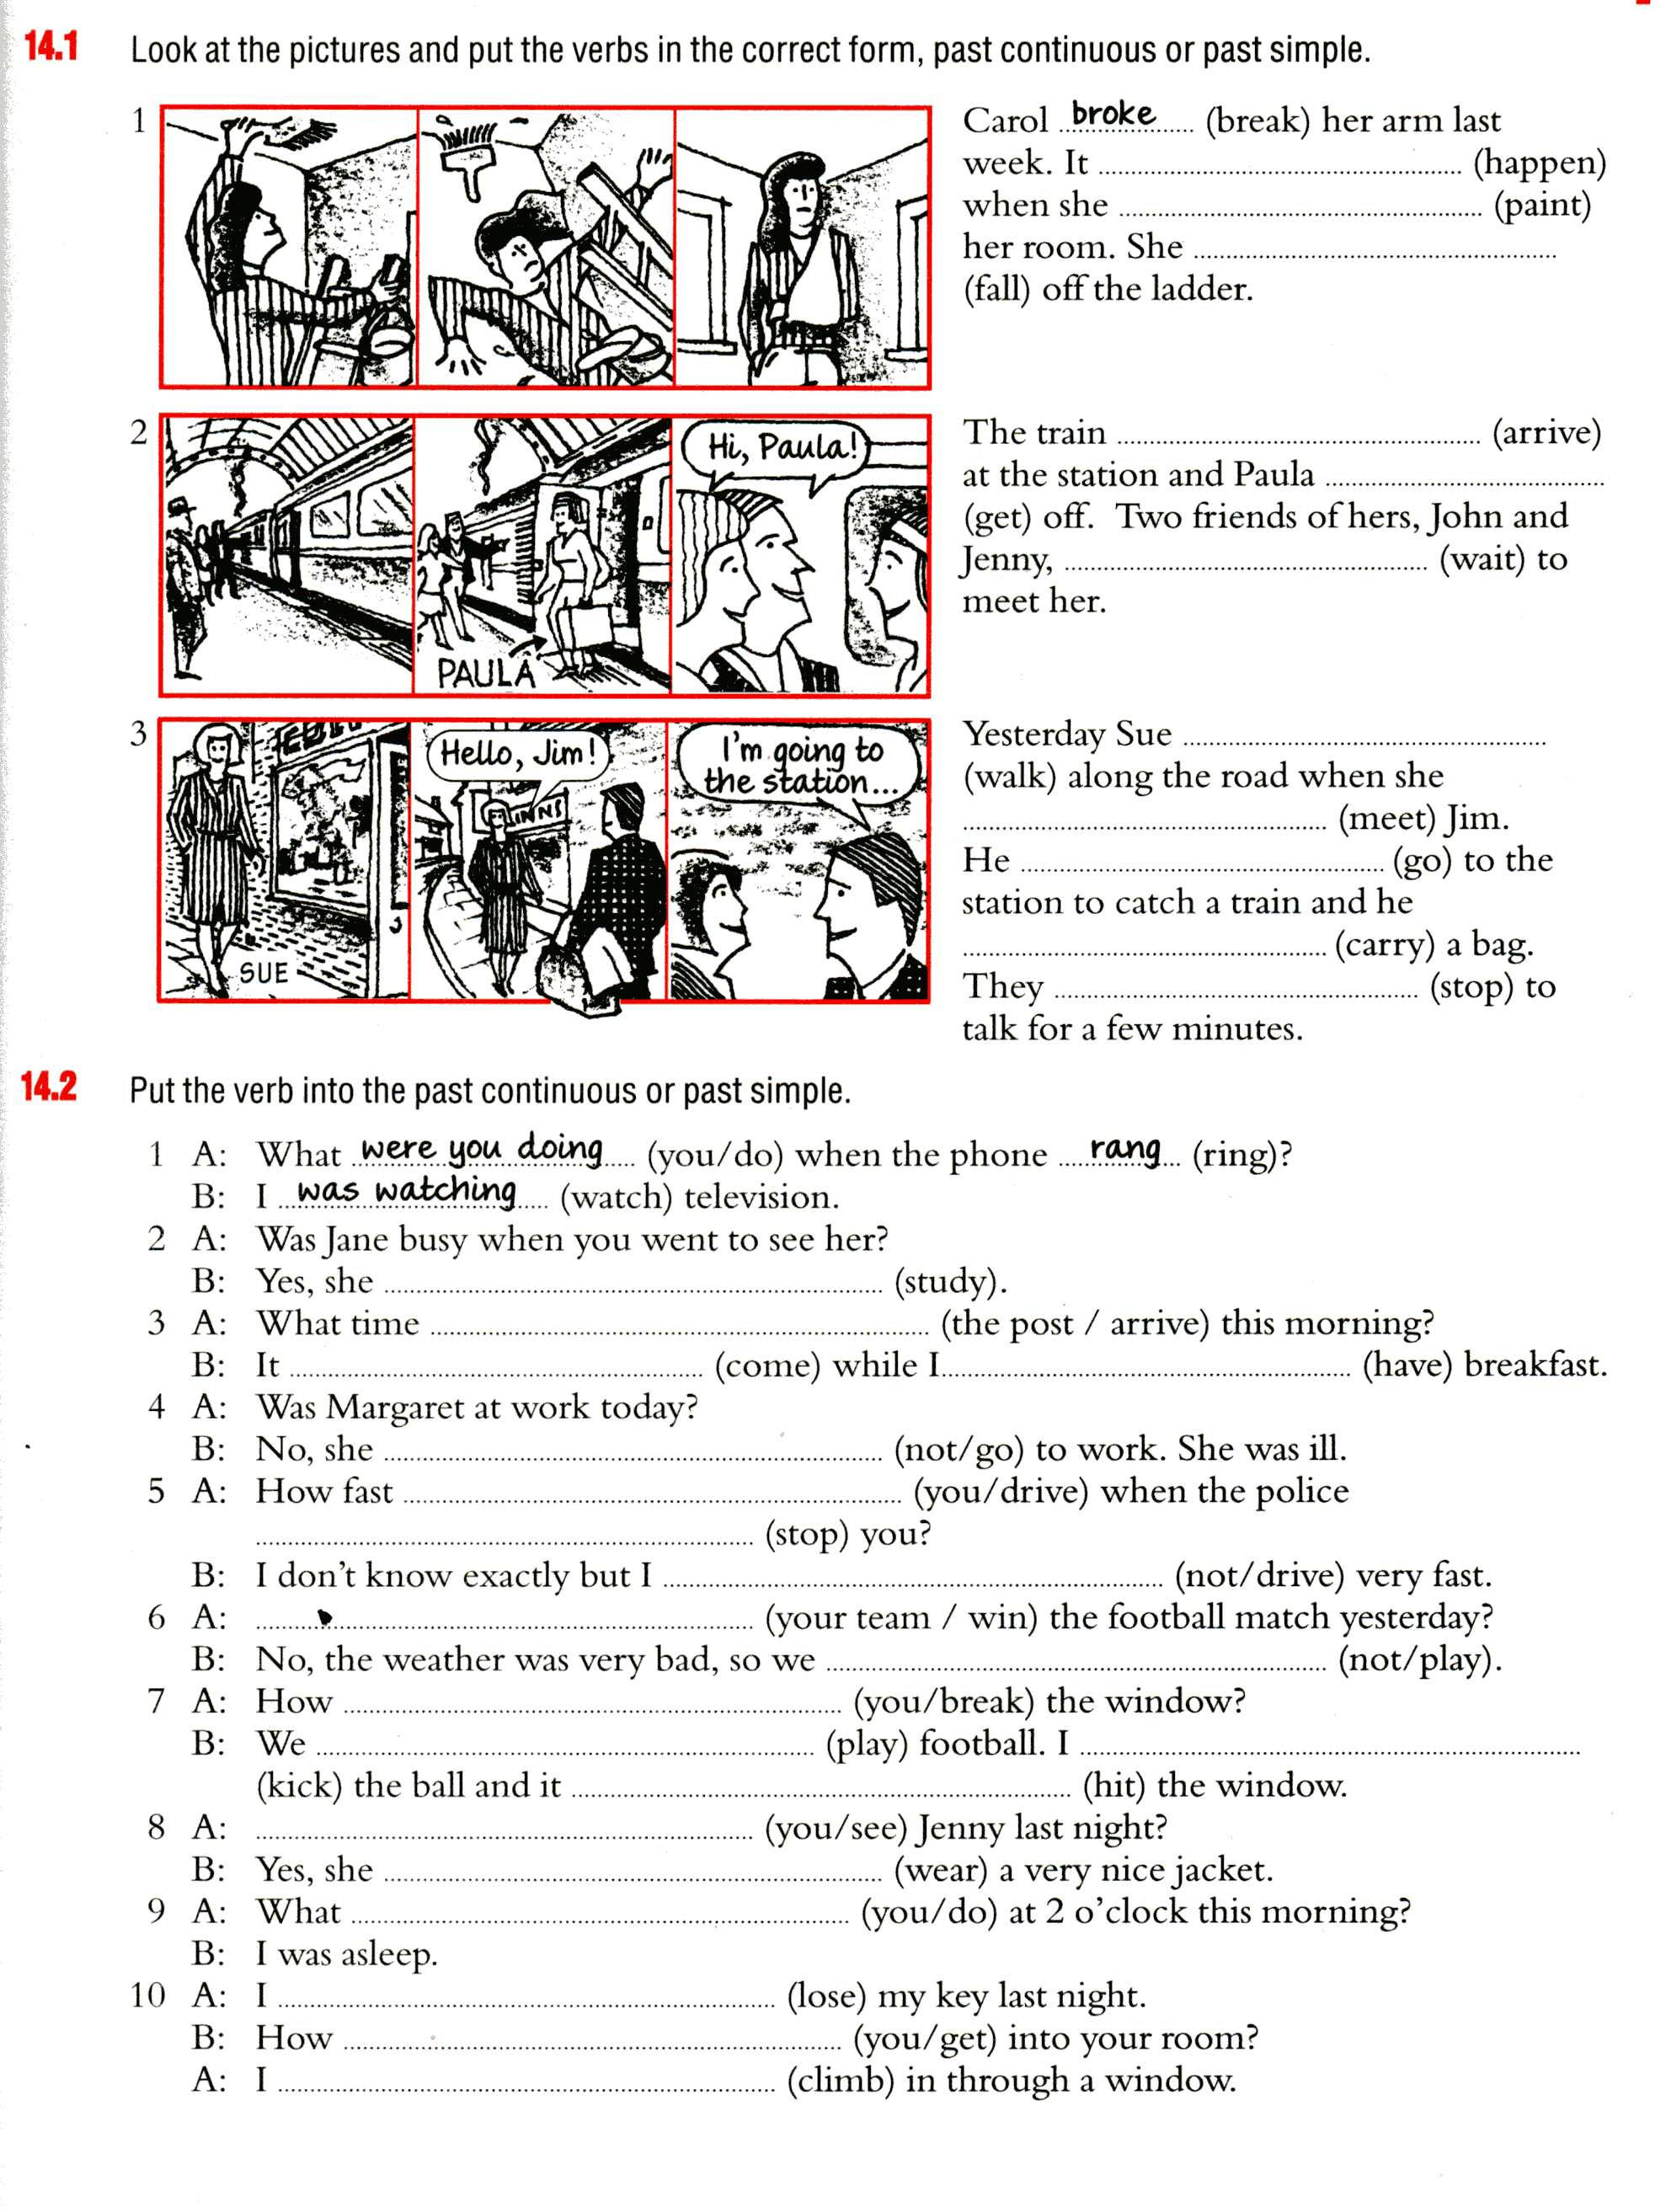 14.1 Look at the pictures and put the verbs in the correct form, past continuous or past simple.
1
Carol broke (break) her arm last
week. It .................... (happen)
when she .................... (paint)
her room. She ....................
(fall) off the ladder.
2
Hi, Paula!
PAULA
The train .................... (arrive)
at the station and Paula ....................
(get) off. Two friends of hers, John and
Jenny, .................... (wait) to
meet her.
3
SUE
Hello, Jim!
I'm going to
the station...
Yesterday Sue ....................
(walk) along the road when she
.................... (meet) Jim.
He .................... (go) to the
station to catch a train and he
.................... (carry) a bag.
They .................... (stop) to
talk for a few minutes.
14.2 Put the verb into the past continuous or past simple.
1 A: What were you doing (you/do) when the phone rang (ring)?
B: I was watching (watch) television.
2 A: Was Jane busy when you went to see her?
B: Yes, she .................... (study).
3 A: What time .................... (the post / arrive) this morning?
B: It .................... (come) while I.................... (have) breakfast.
4 A: Was Margaret at work today?
B: No, she .................... (not/go) to work. She was ill.
5 A: How fast .................... (you/drive) when the police
.................... (stop) you?
B: I don't know exactly but I .................... (not/drive) very fast.
6 A: .................... (your team / win) the football match yesterday?
B: No, the weather was very bad, so we .................... (not/play).
7 A: How .................... (you/break) the window?
B: We .................... (play) football. I ....................
(kick) the ball and it .................... (hit) the window.
8 A: .................... (you/see) Jenny last night?
B: Yes, she .................... (wear) a very nice jacket.
9 A: What .................... (you/do) at 2 o'clock this morning?
B: I was asleep.
10 A: I .................... (lose) my key last night.
B: How .................... (you/get) into your room?
A: I .................... (climb) in through a window.